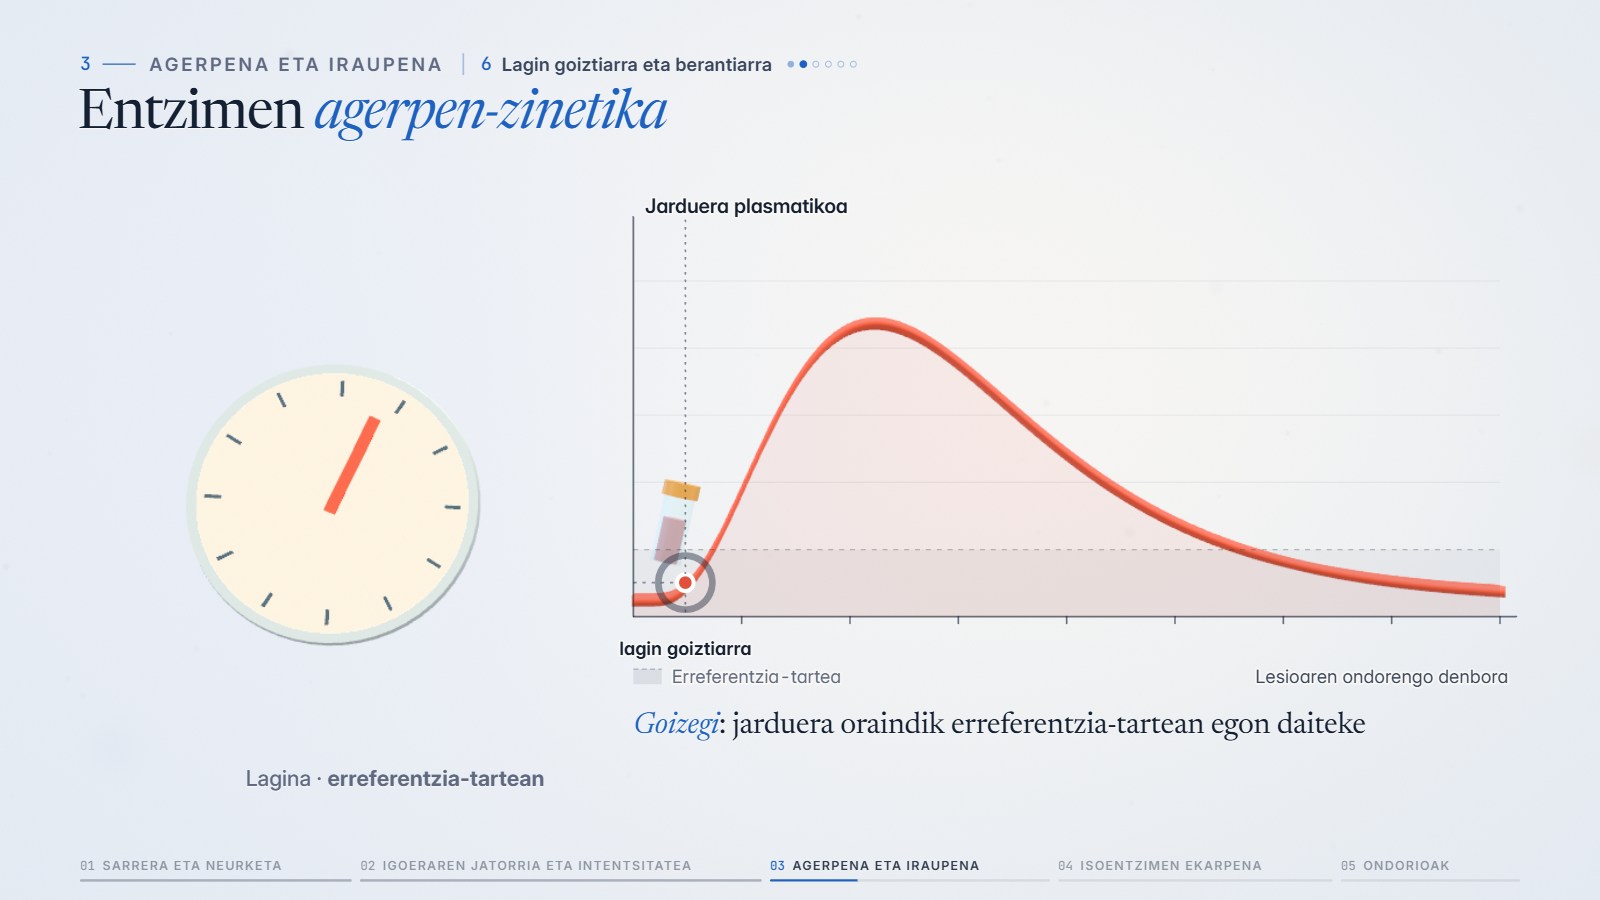 3 — AGERPENA ETA IRAUPENA | 6 Lagin goiztiarra eta berantiarra
Entzimen agerpen-zinetika
Jarduera plasmatikoa
lagin goiztiarra
Erreferentzia-tartea
Lesioaren ondorengo denbora
Goizegi: jarduera oraindik erreferentzia-tartean egon daiteke
Lagina · erreferentzia-tartean
01 SARRERA ETA NEURKETA
02 IGOERAREN JATORRIA ETA INTENTSITATEA
03 AGERPENA ETA IRAUPENA
04 ISOENTZIMEN EKARPENA
05 ONDORIOAK